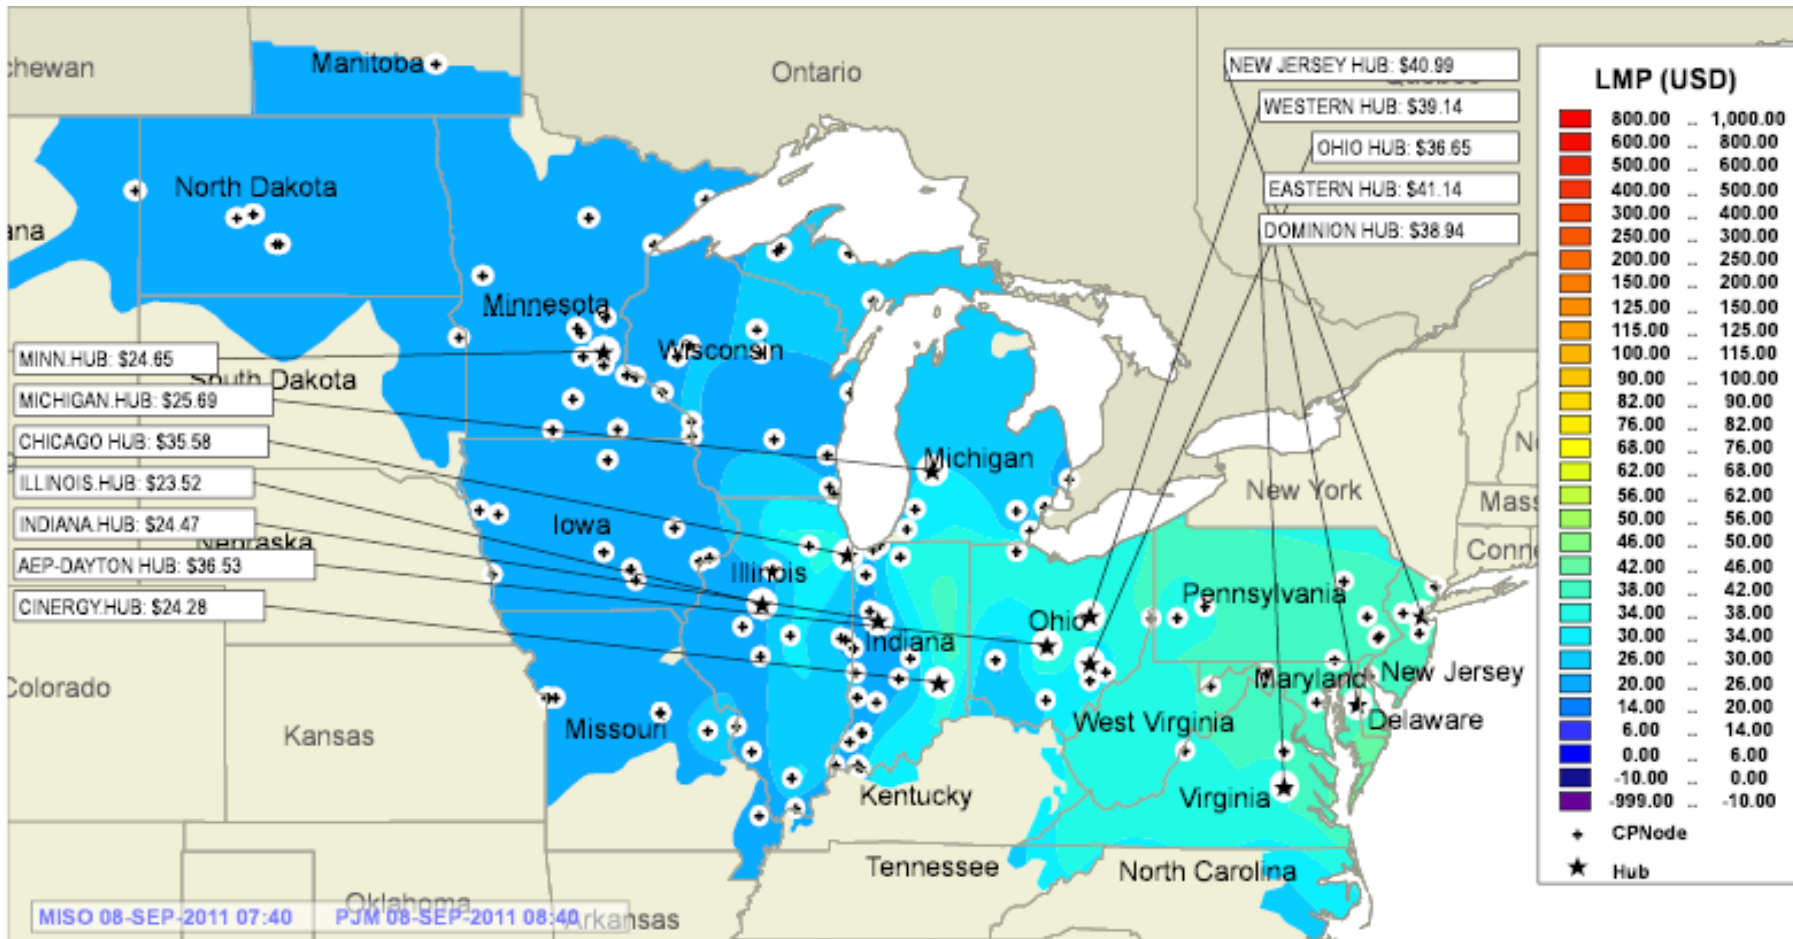 Manitoba
Ontario
chewan
North Dakota
ana
Minnesota
Wisconsin
South Dakota
Michigan
New York
Mass
Iowa
Nebraska
Conne
Illinois
Pennsylvania
Ohio
Indiana
Maryland
New Jersey
Colorado
Kansas
Missouri
West Virginia
Delaware
Kentucky
Virginia
Tennessee
North Carolina
Oklahoma
Arkansas
NEW JERSEY HUB: $40.99
WESTERN HUB: $39.14
OHIO HUB: $36.65
EASTERN HUB: $41.14
DOMINION HUB: $38.94
MINN.HUB: $24.65
MICHIGAN.HUB: $25.69
CHICAGO HUB: $35.58
ILLINOIS.HUB: $23.52
INDIANA.HUB: $24.47
AEP-DAYTON HUB: $36.53
CINERGY.HUB: $24.28
LMP (USD)
800.00 .. 1,000.00
600.00 .. 800.00
500.00 .. 600.00
400.00 .. 500.00
300.00 .. 400.00
250.00 .. 300.00
200.00 .. 250.00
150.00 .. 200.00
125.00 .. 150.00
115.00 .. 125.00
100.00 .. 115.00
90.00 .. 100.00
82.00 .. 90.00
76.00 .. 82.00
68.00 .. 76.00
62.00 .. 68.00
56.00 .. 62.00
50.00 .. 56.00
46.00 .. 50.00
42.00 .. 46.00
38.00 .. 42.00
34.00 .. 38.00
30.00 .. 34.00
26.00 .. 30.00
20.00 .. 26.00
14.00 .. 20.00
6.00 .. 14.00
0.00 .. 6.00
-10.00 .. 0.00
-999.00 .. -10.00
CPNode
Hub
MISO 08-SEP-2011 07:40 PJM 08-SEP-2011 08:40